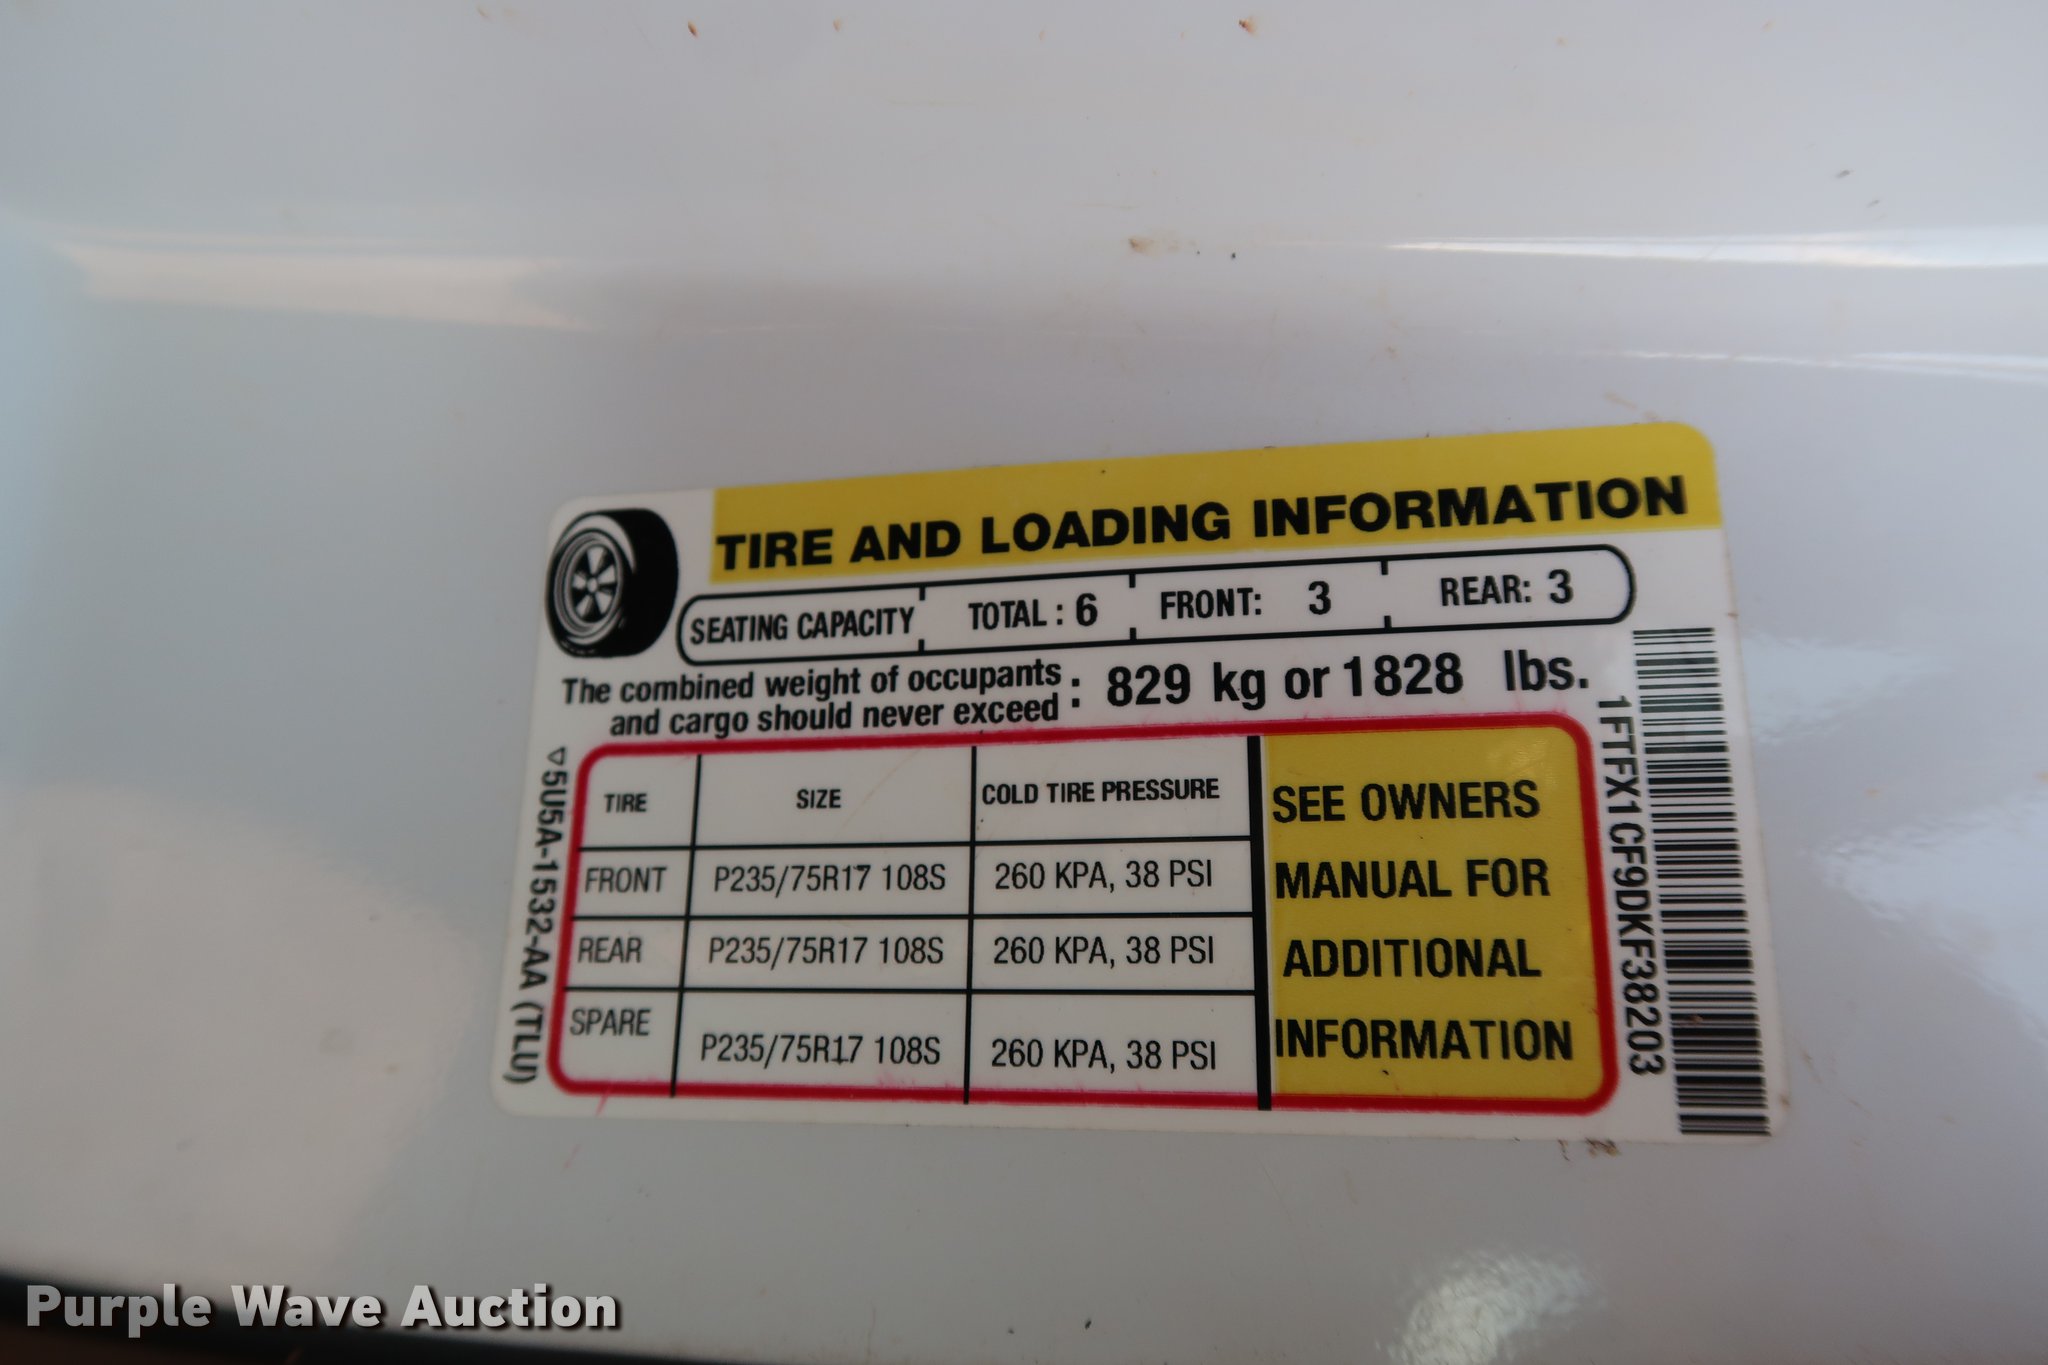 TIRE AND LOADING INFORMATION
SEATING CAPACITY TOTAL : 6 FRONT: 3 REAR: 3
The combined weight of occupants
and cargo should never exceed : 829 kg or 1828 lbs.
TIRE SIZE COLD TIRE PRESSURE
FRONT P235/75R17 108S 260 KPA, 38 PSI
REAR P235/75R17 108S 260 KPA, 38 PSI
SPARE P235/75R17 108S 260 KPA, 38 PSI
SEE OWNERS
MANUAL FOR
ADDITIONAL
INFORMATION
5U5A-1532-AA (TLU)
1FTFX1CF9DKF38203
Purple Wave Auction